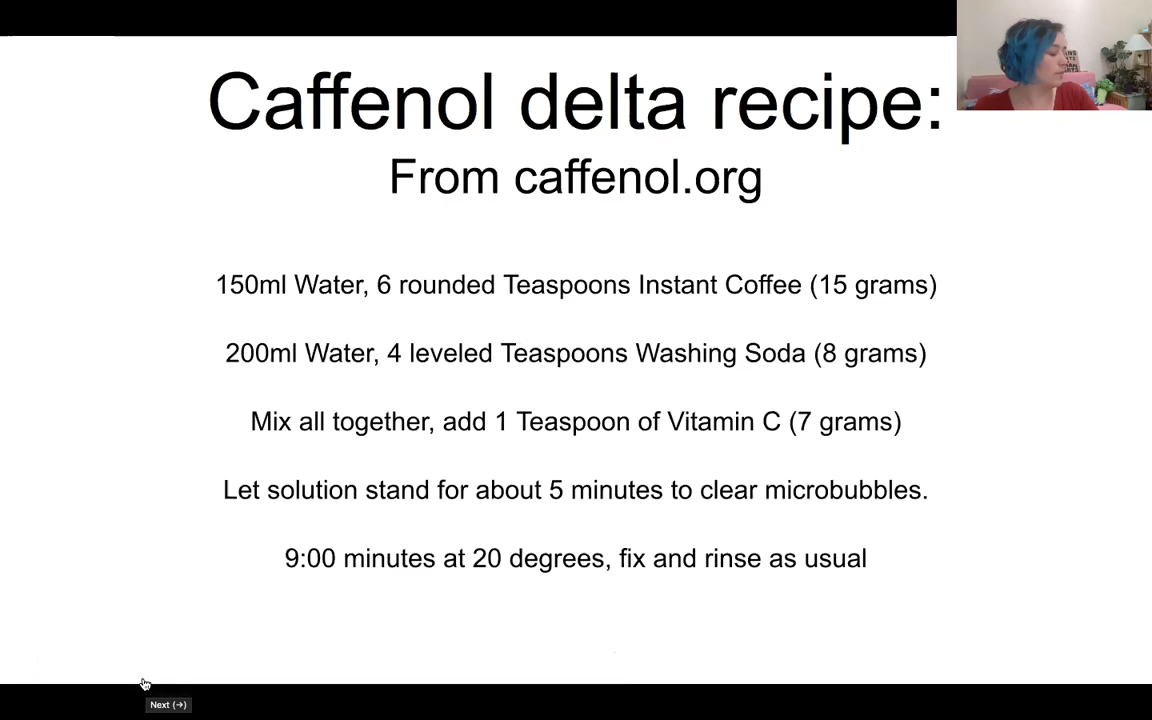 Caffenol delta recipe:
From caffenol.org
150ml Water, 6 rounded Teaspoons Instant Coffee (15 grams)
200ml Water, 4 leveled Teaspoons Washing Soda (8 grams)
Mix all together, add 1 Teaspoon of Vitamin C (7 grams)
Let solution stand for about 5 minutes to clear microbubbles.
9:00 minutes at 20 degrees, fix and rinse as usual
Next (→)